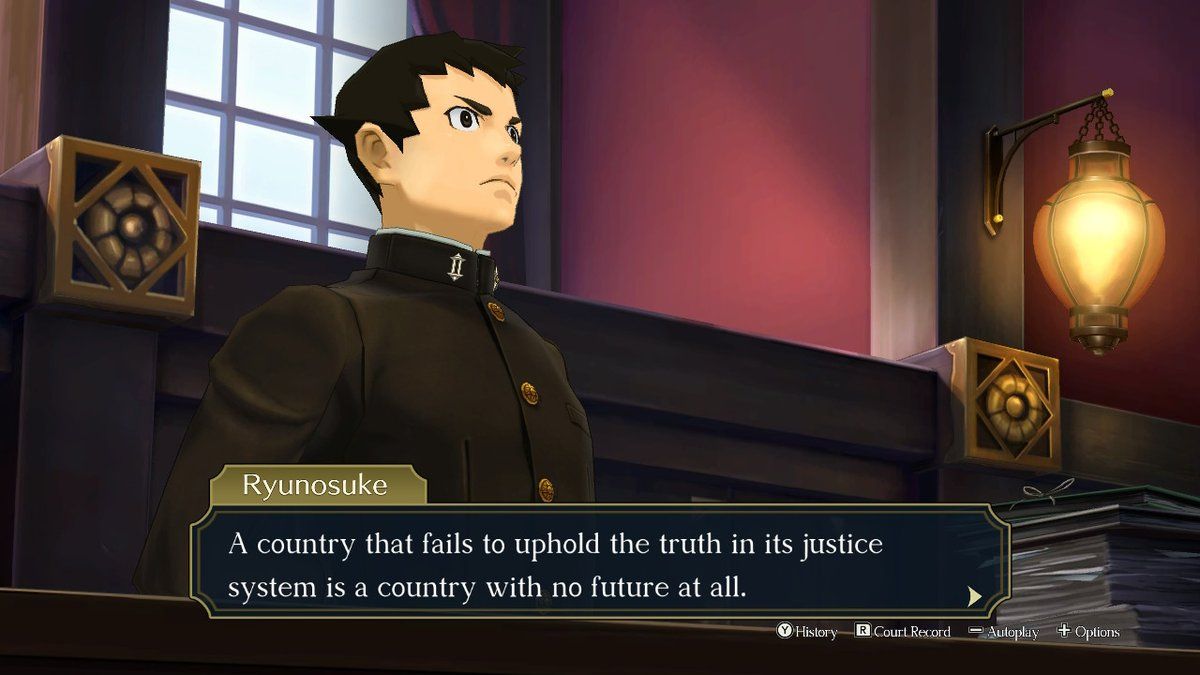 Ryunosuke
A country that fails to uphold the truth in its justice
system is a country with no future at all.
Y History R Court Record Autoplay Options